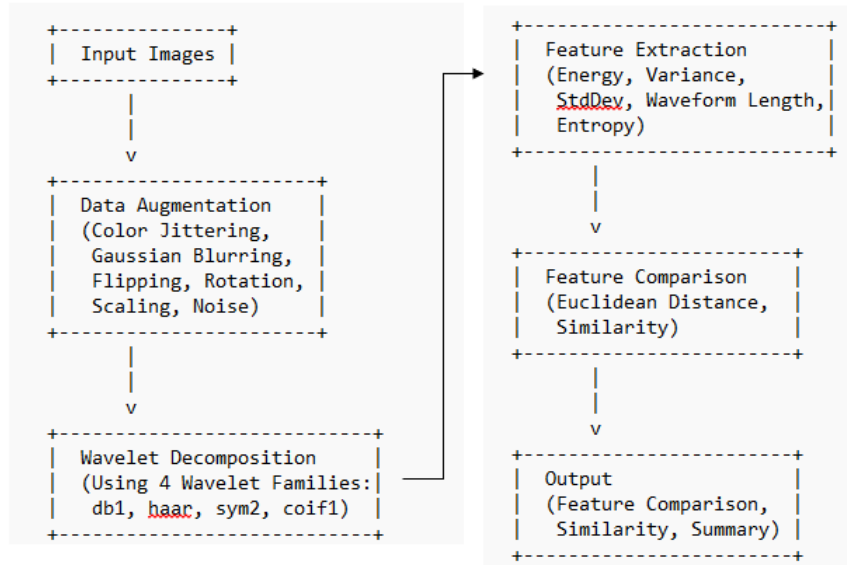 Input Images
Data Augmentation
(Color Jittering,
Gaussian Blurring,
Flipping, Rotation,
Scaling, Noise)
Wavelet Decomposition
(Using 4 Wavelet Families:
db1, haar, sym2, coif1)
Feature Extraction
(Energy, Variance,
StdDev, Waveform Length,
Entropy)
Feature Comparison
(Euclidean Distance,
Similarity)
Output
(Feature Comparison,
Similarity, Summary)